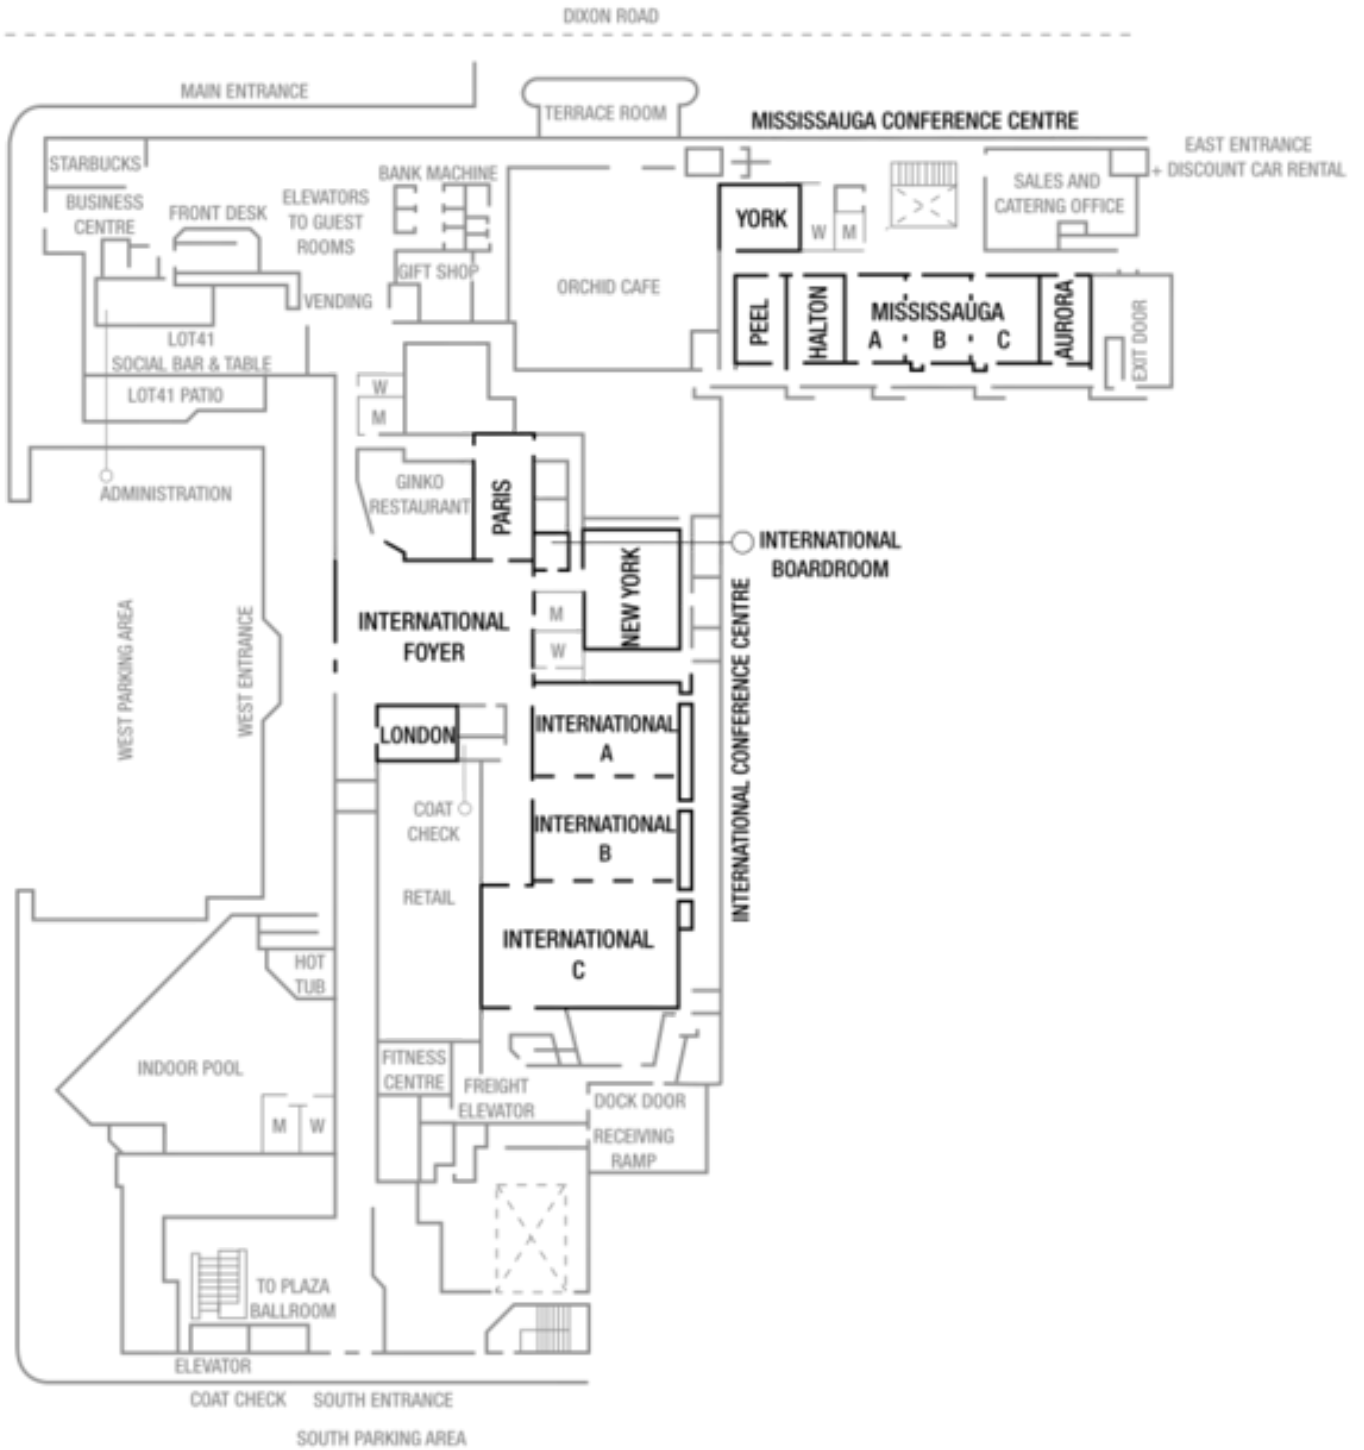 DIXON ROAD
MAIN ENTRANCE
TERRACE ROOM
MISSISSAUGA CONFERENCE CENTRE
EAST ENTRANCE
+ DISCOUNT CAR RENTAL
STARBUCKS
BUSINESS
CENTRE
FRONT DESK
ELEVATORS
TO GUEST
ROOMS
BANK MACHINE
GIFT SHOP
VENDING
ORCHID CAFE
YORK
W
M
SALES AND
CATERNG OFFICE
PEEL
HALTON
MISSISSAUGA
A
B
C
AURORA
EXIT DOOR
LOT41
SOCIAL BAR & TABLE
LOT41 PATIO
W
M
ADMINISTRATION
GINKO
RESTAURANT
PARIS
INTERNATIONAL
BOARDROOM
NEW YORK
INTERNATIONAL
FOYER
M
W
WEST PARKING AREA
WEST ENTRANCE
INTERNATIONAL CONFERENCE CENTRE
LONDON
INTERNATIONAL
A
COAT
CHECK
INTERNATIONAL
B
RETAIL
INTERNATIONAL
C
HOT
TUB
INDOOR POOL
M
W
FITNESS
CENTRE
FREIGHT
ELEVATOR
DOCK DOOR
RECEIVING
RAMP
TO PLAZA
BALLROOM
ELEVATOR
COAT CHECK
SOUTH ENTRANCE
SOUTH PARKING AREA